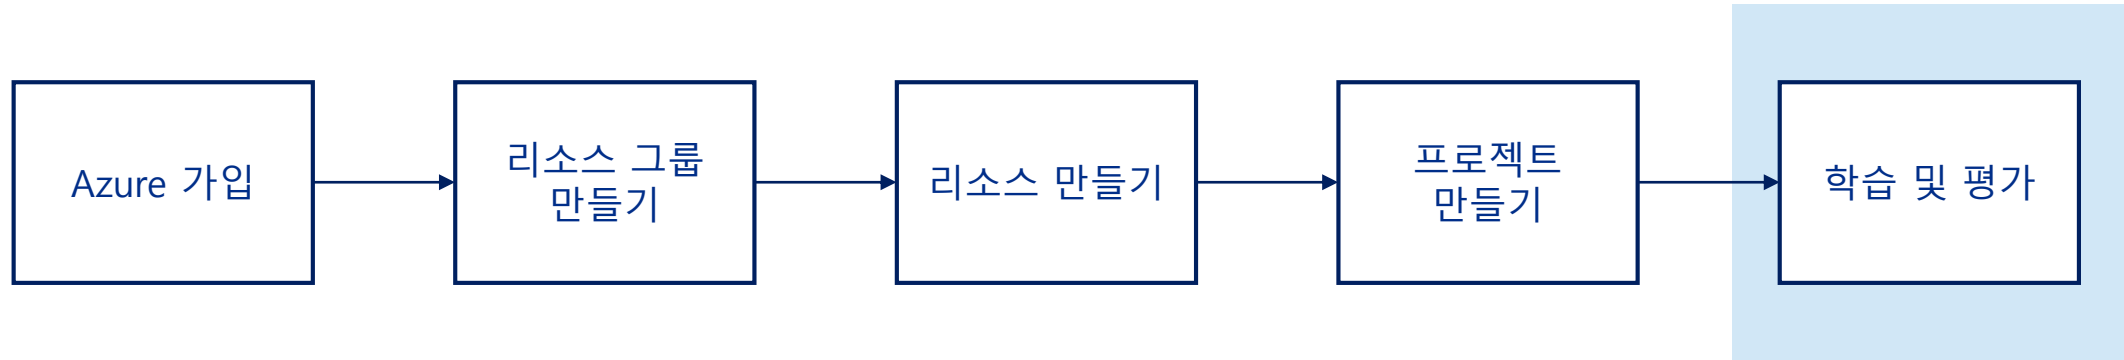 Azure 가입
리소스 그룹
만들기
리소스 만들기
프로젝트
만들기
학습 및 평가